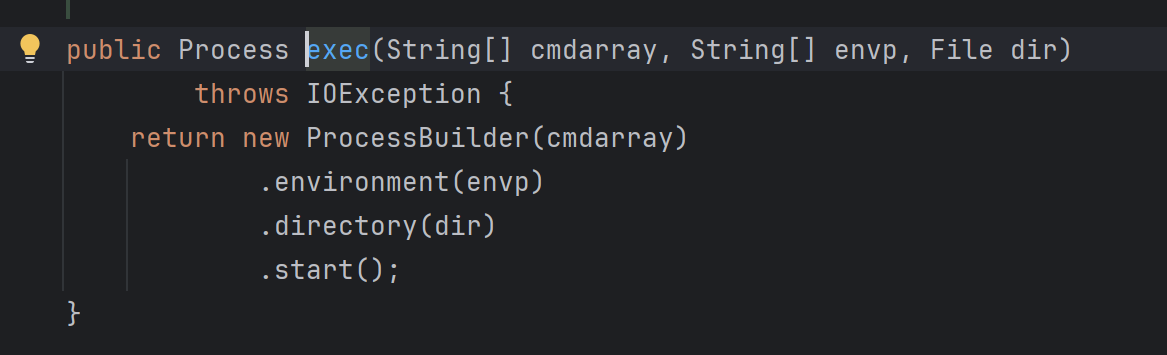 public Process exec(String[] cmdarray, String[] envp, File dir)
throws IOException {
return new ProcessBuilder(cmdarray)
.environment(envp)
.directory(dir)
.start();
}